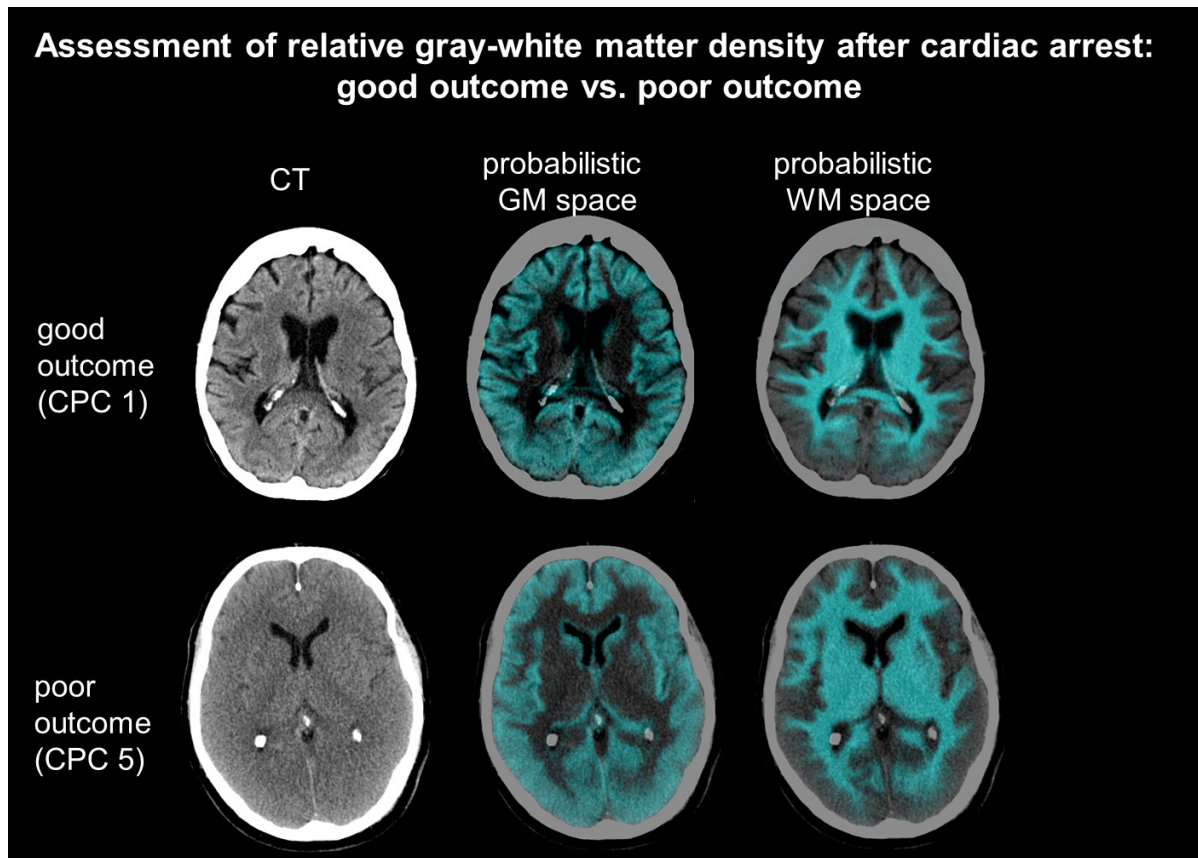 Assessment of relative gray-white matter density after cardiac arrest:
good outcome vs. poor outcome
CT
probabilistic
GM space
probabilistic
WM space
good
outcome
(CPC 1)
poor
outcome
(CPC 5)